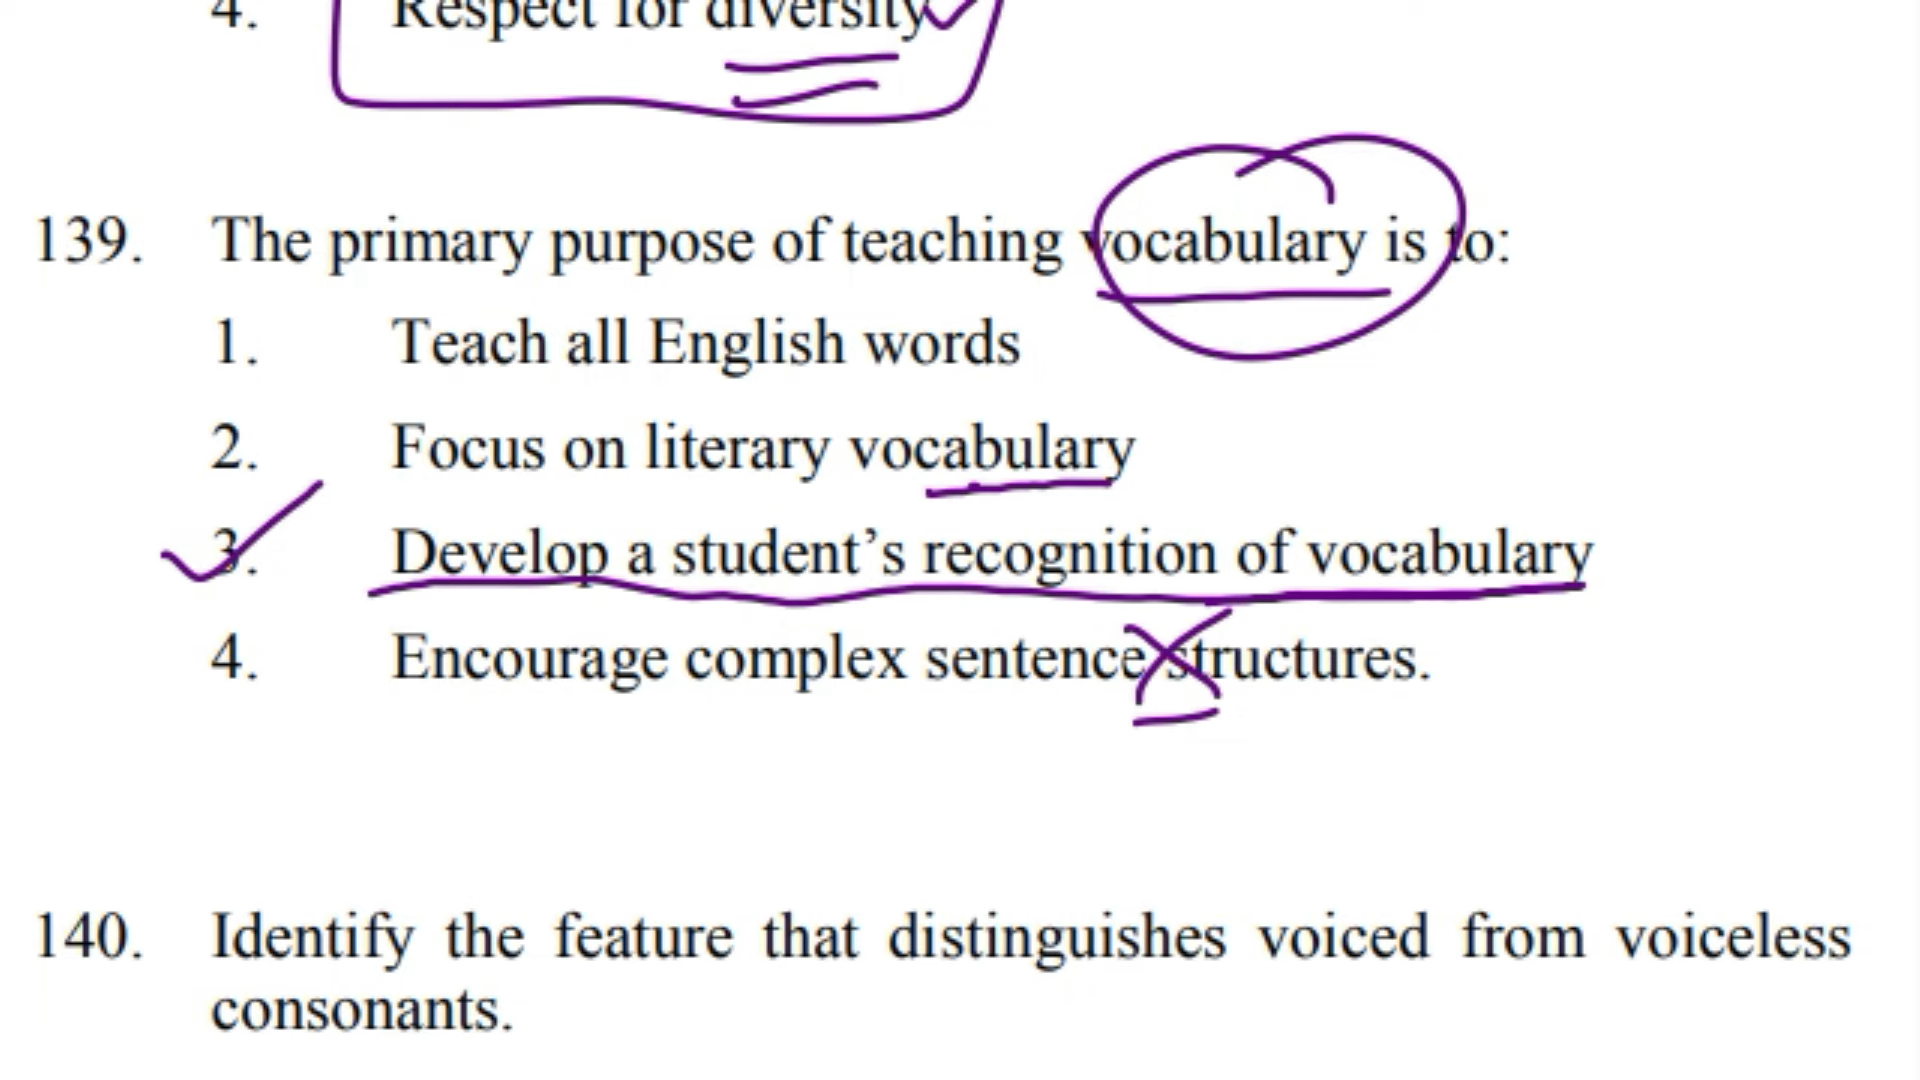 4. Respect for diversity
139. The primary purpose of teaching vocabulary is to:
1. Teach all English words
2. Focus on literary vocabulary
3. Develop a student’s recognition of vocabulary
4. Encourage complex sentence structures.
140. Identify the feature that distinguishes voiced from voiceless
consonants.